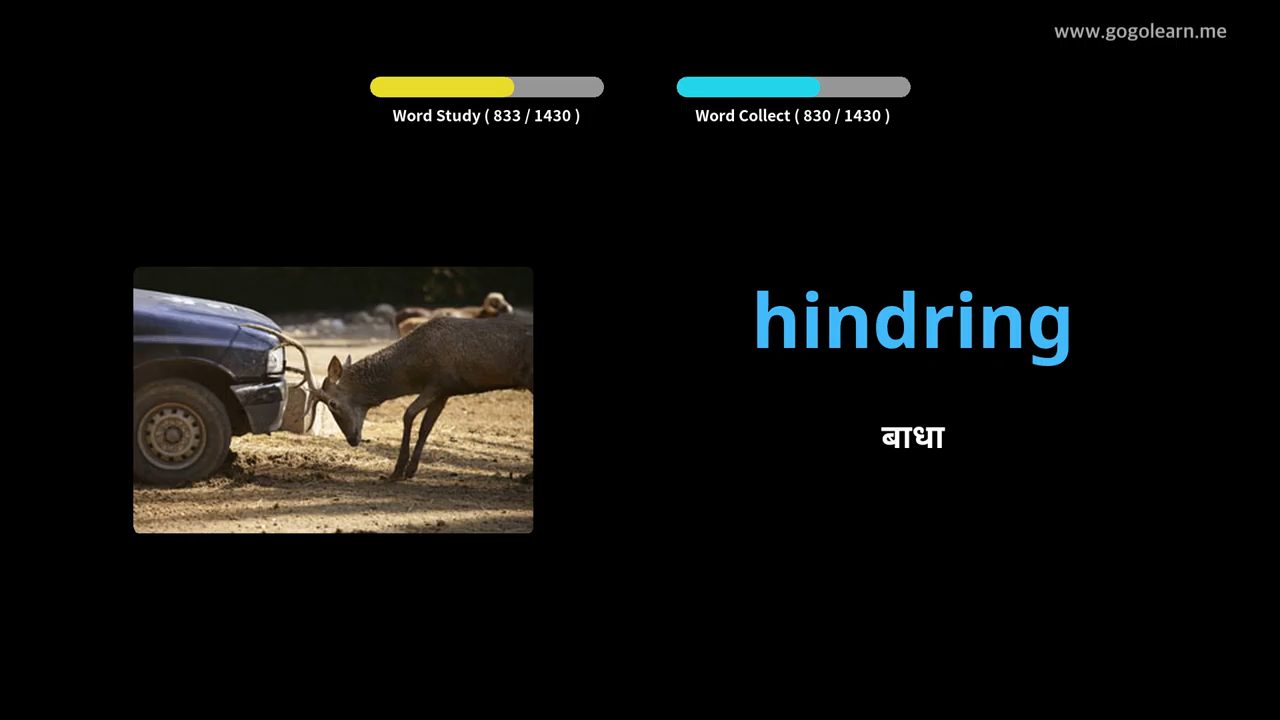 www.gogolearn.me
Word Study ( 833 / 1430 )
Word Collect ( 830 / 1430 )
hindring
बाधा